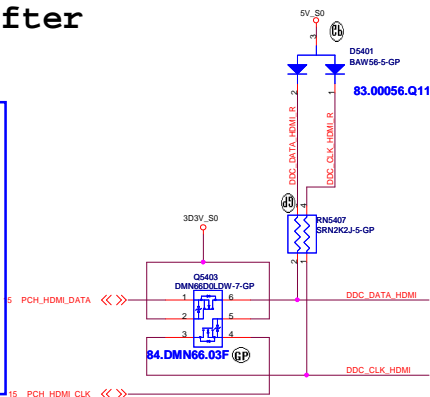 fter
5V_S0
3
D5401
BAW56-5-GP
83.00056.Q11
2
1
DDC_DATA_HDMI_R
DDC_CLK_HDMI_R
3
4
RN5407
SRN2K2J-5-GP
2
1
3D3V_S0
Q5403
DMN66D0LDW-7-GP
5 PCH_HDMI_DATA
1
6
DDC_DATA_HDMI
2
5
3
4
84.DMN66.03F
GP
DDC_CLK_HDMI
15 PCH_HDMI_CLK